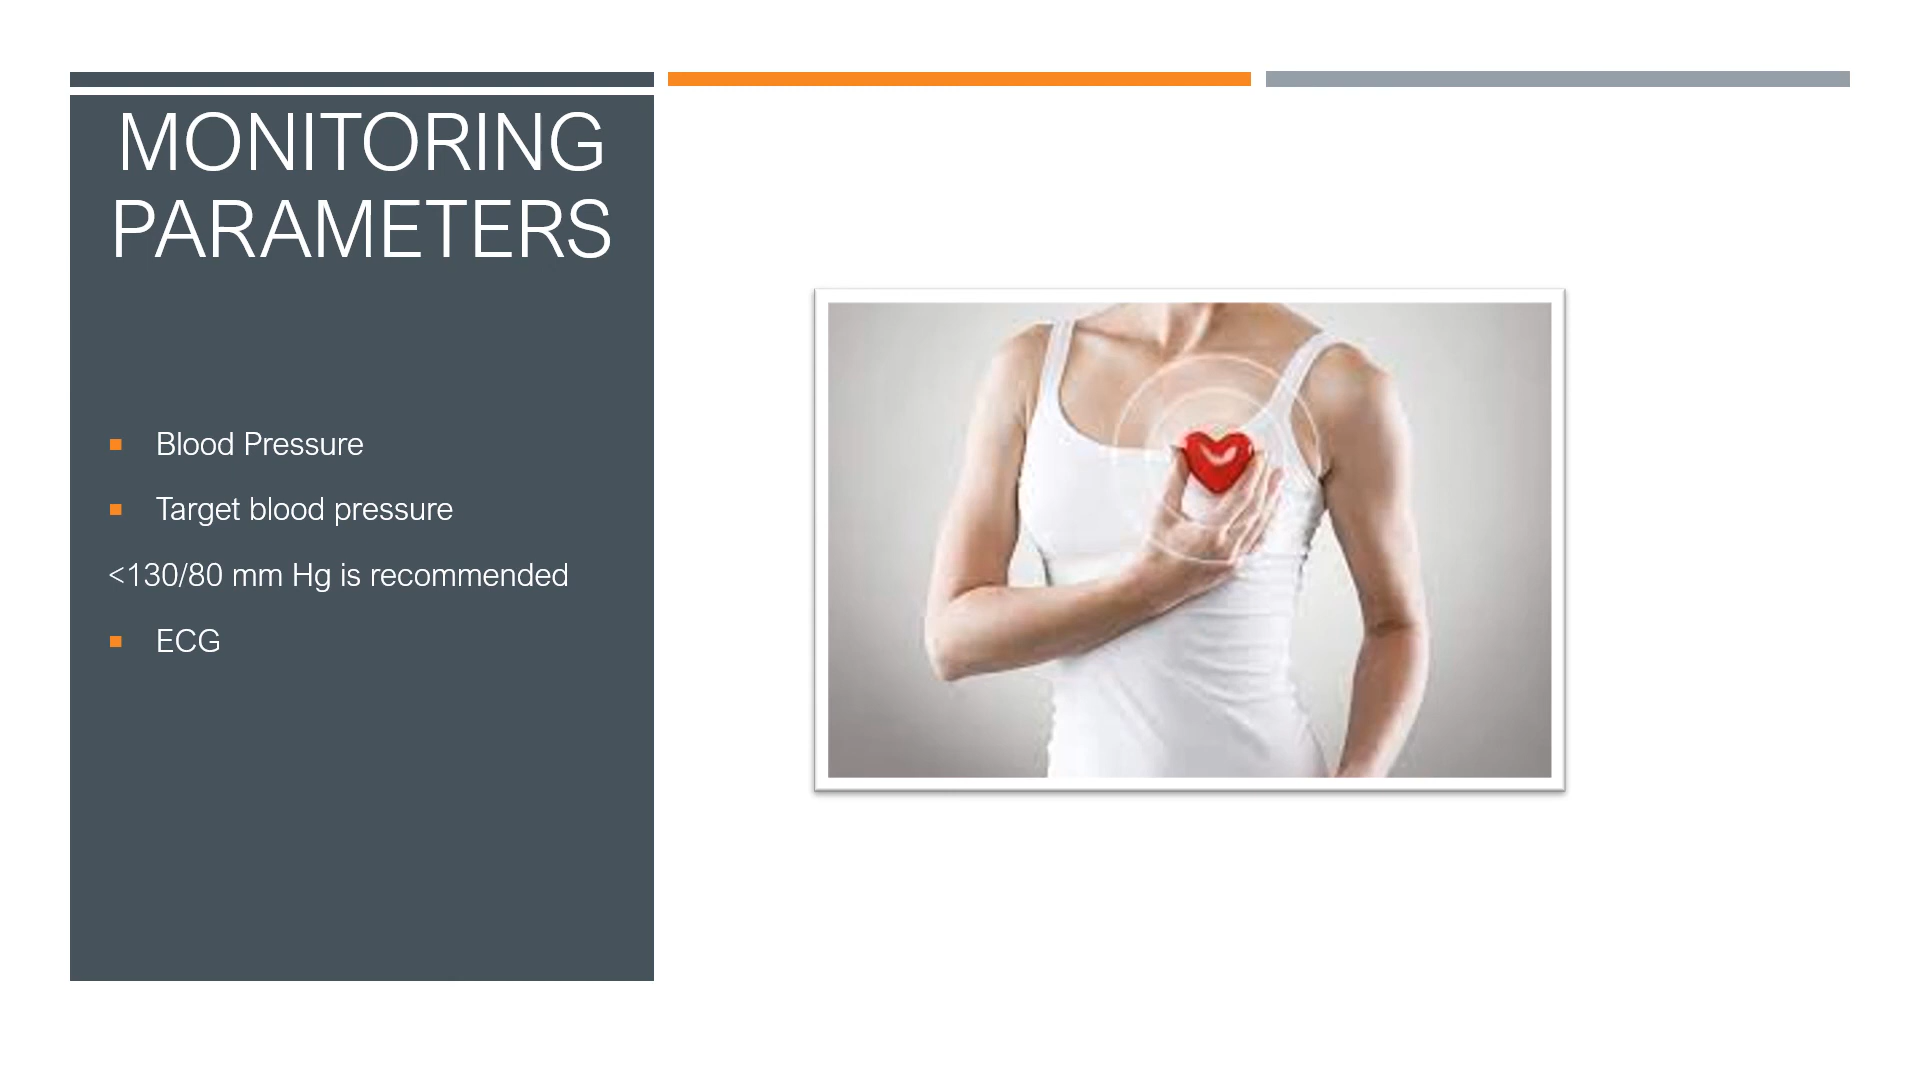 MONITORING
PARAMETERS
Blood Pressure
Target blood pressure
<130/80 mm Hg is recommended
ECG